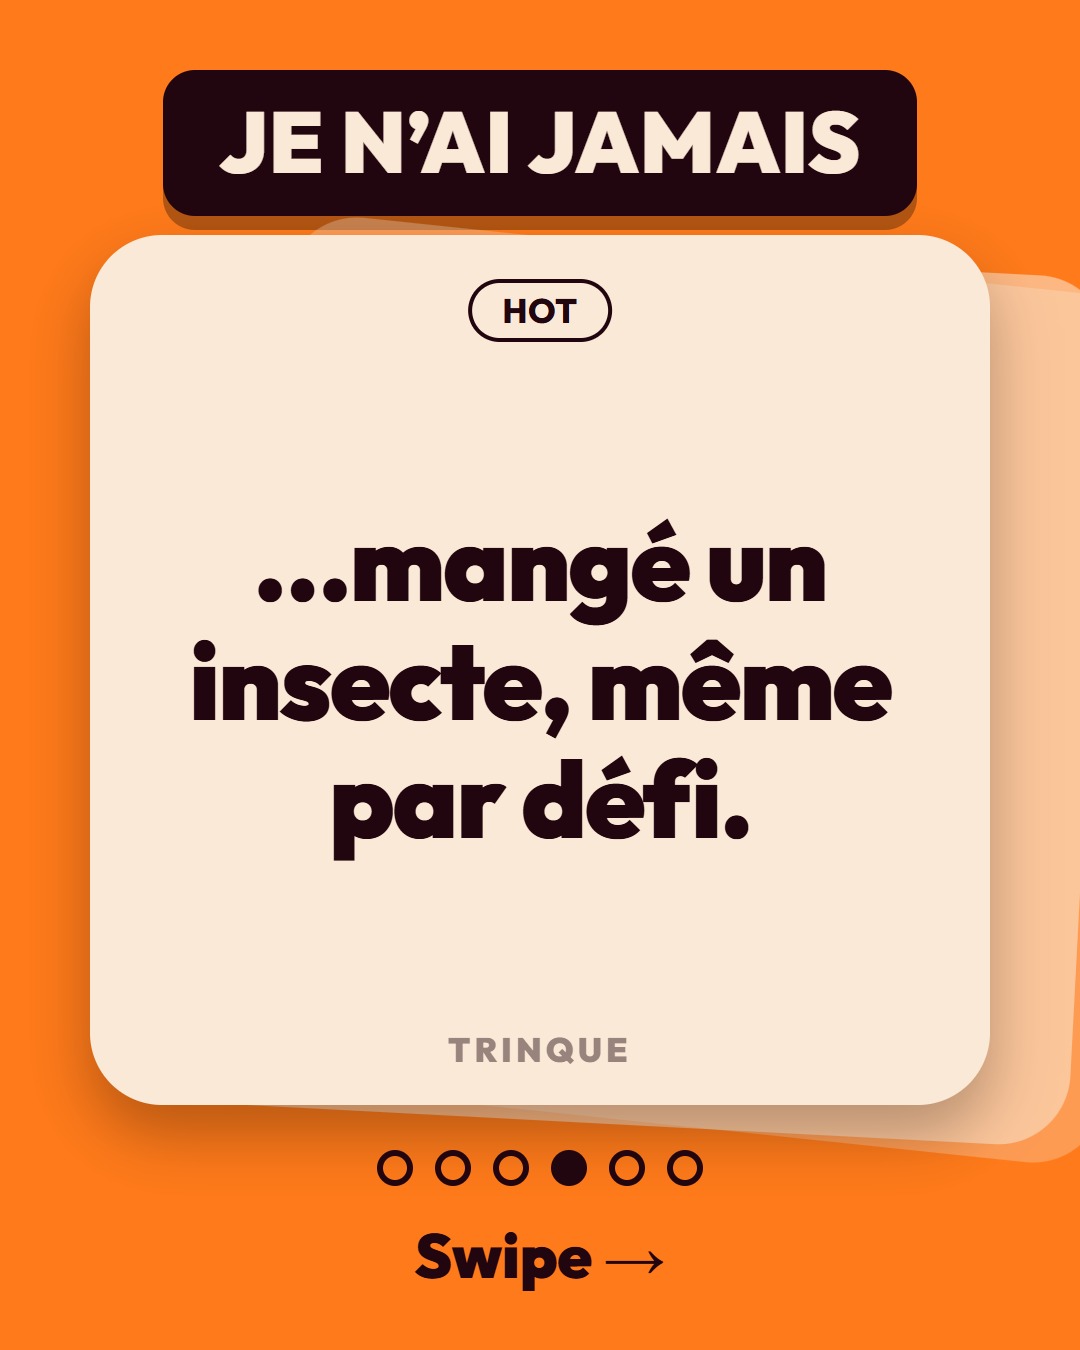 JE N’AI JAMAIS
HOT
...mangé un
insecte, même
par défi.
TRINQUE
Swipe →